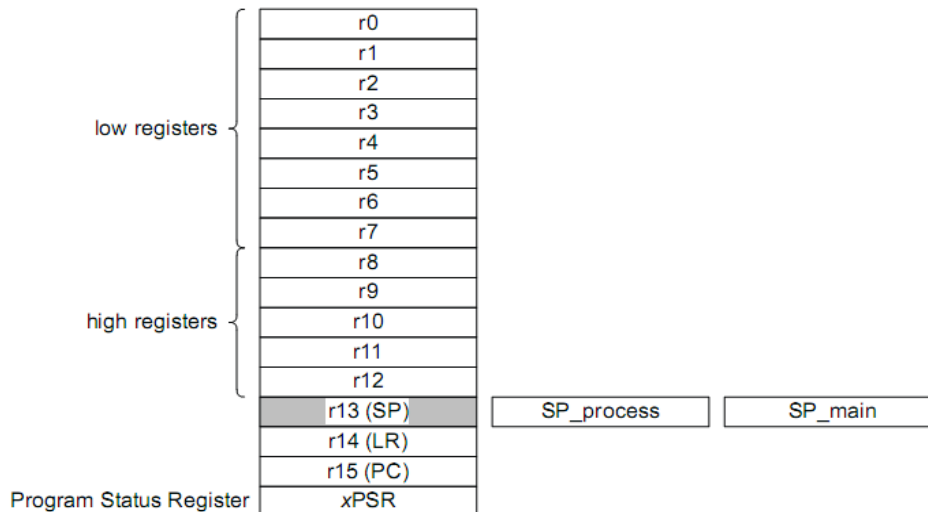 r0
r1
r2
r3
low registers
r4
r5
r6
r7
r8
r9
high registers
r10
r11
r12
r13 (SP) SP_process SP_main
r14 (LR)
r15 (PC)
Program Status Register xPSR